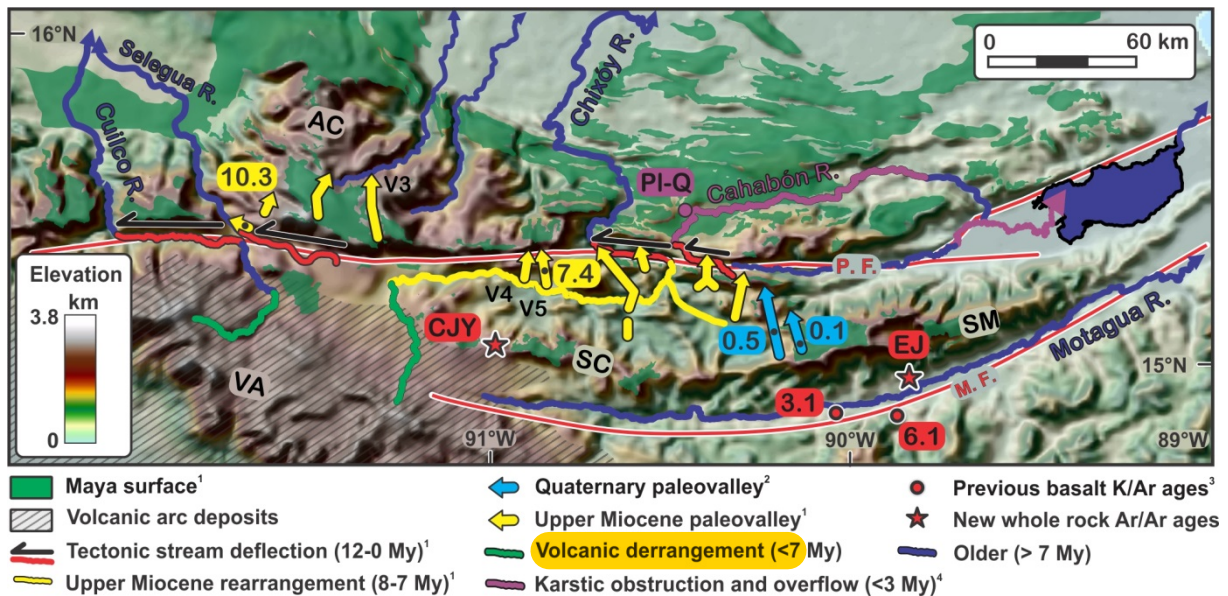 16°N
Selegua R.
Cuilco R.
AC
V3
10.3
Chixóy R.
PI-Q
Cahabón R.
0 60 km
Elevation
km
3.8
0
V4
V5
7.4
P. F.
CJY
SC
VA
0.5
0.1
SM
EJ
Motagua R.
15°N
M. F.
3.1
6.1
91°W
90°W
89°W
Maya surface¹
Volcanic arc deposits
Tectonic stream deflection (12-0 My)¹
Upper Miocene rearrangement (8-7 My)¹
Quaternary paleovalley²
Upper Miocene paleovalley¹
Volcanic derrangement (<7 My)
Karstic obstruction and overflow (<3 My)⁴
Previous basalt K/Ar ages³
New whole rock Ar/Ar ages
Older (> 7 My)